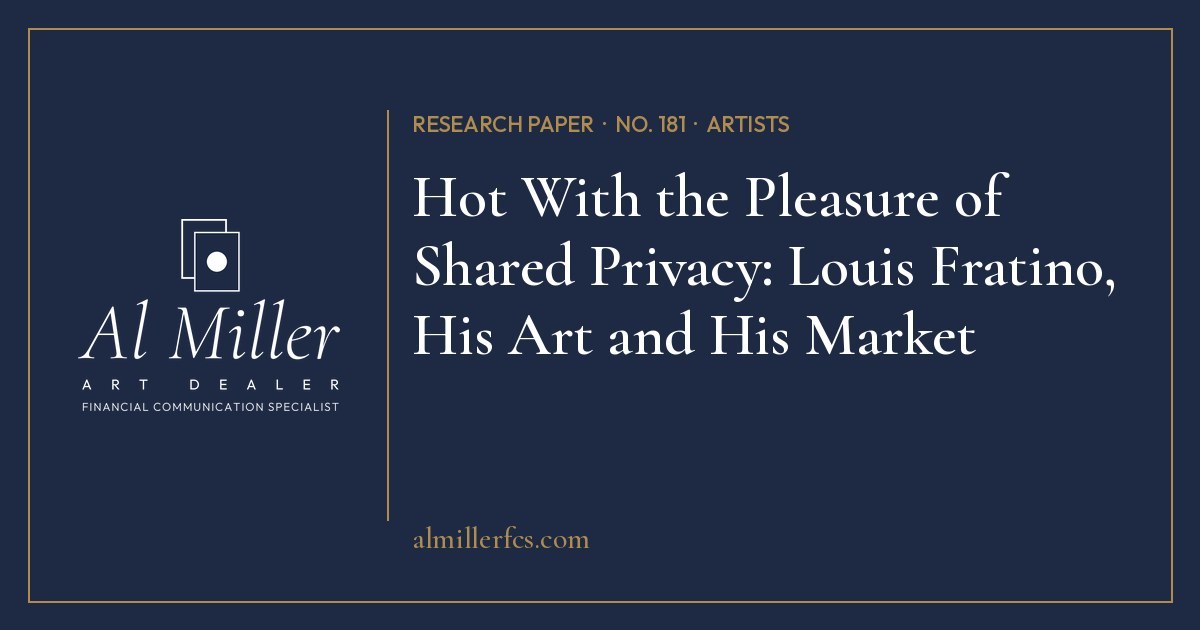 Al Miller
ART DEALER
FINANCIAL COMMUNICATION SPECIALIST
RESEARCH PAPER · NO. 181 · ARTISTS
Hot With the Pleasure of
Shared Privacy: Louis Fratino,
His Art and His Market
almillerfcs.com